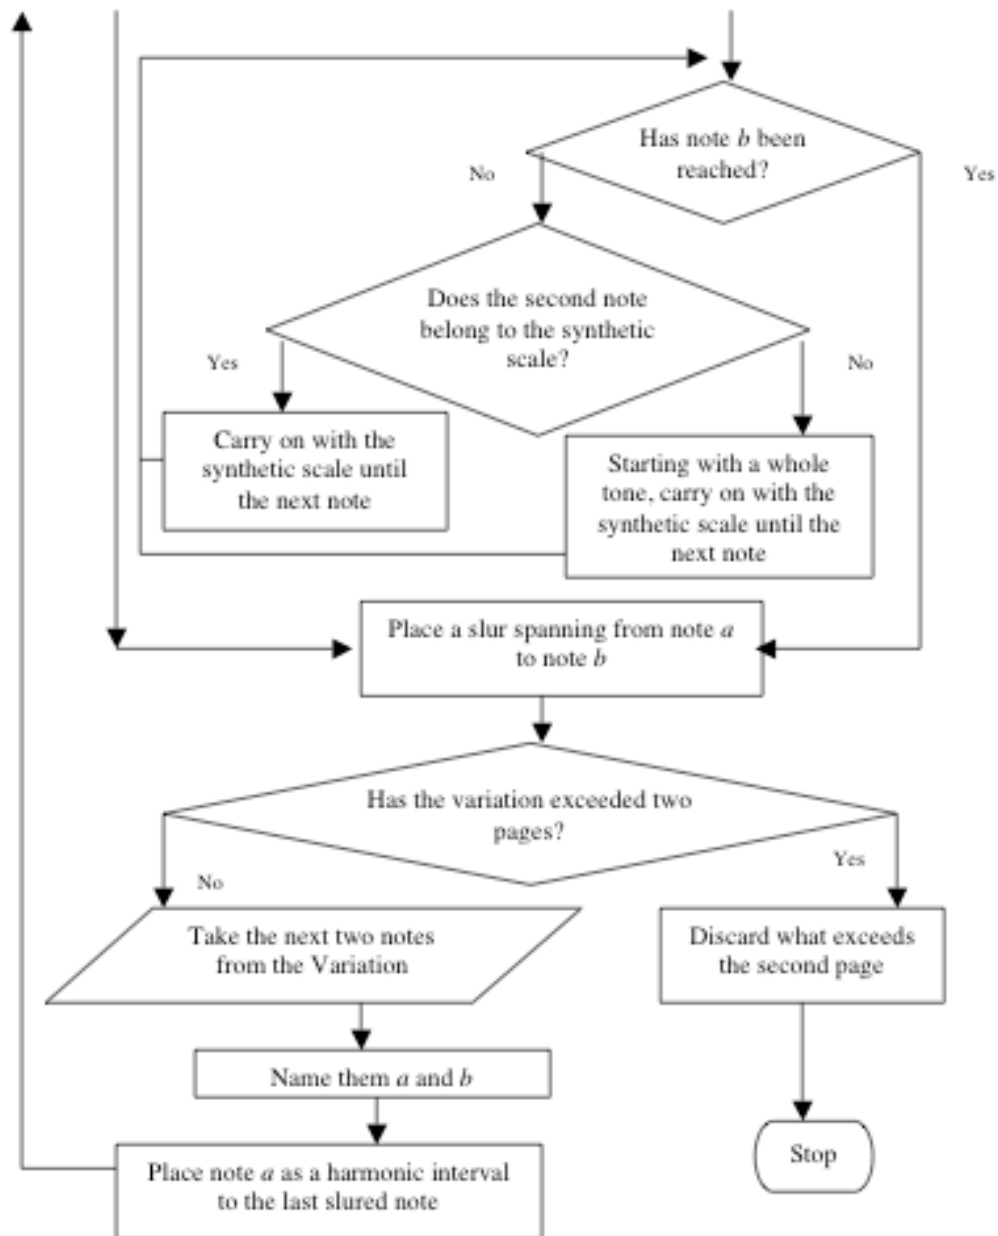 Has note b been
reached?
No
Yes
Does the second note
belong to the synthetic
scale?
Yes
No
Carry on with the
synthetic scale until
the next note
Starting with a whole
tone, carry on with the
synthetic scale until the
next note
Place a slur spanning from note a
to note b
Has the variation exceeded two
pages?
No
Yes
Take the next two notes
from the Variation
Discard what exceeds
the second page
Name them a and b
Place note a as a harmonic interval
to the last slured note
Stop